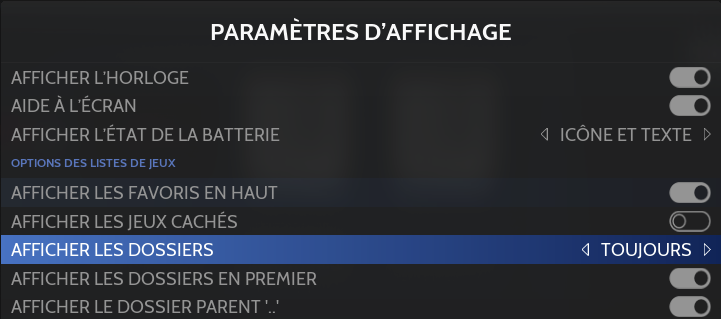 PARAMÈTRES D'AFFICHAGE
AFFICHER L'HORLOGE
AIDE À L'ÉCRAN
AFFICHER L'ÉTAT DE LA BATTERIE ICÔNE ET TEXTE
OPTIONS DES LISTES DE JEUX
AFFICHER LES FAVORIS EN HAUT
AFFICHER LES JEUX CACHÉS
AFFICHER LES DOSSIERS TOUJOURS
AFFICHER LES DOSSIERS EN PREMIER
AFFICHER LE DOSSIER PARENT '..'